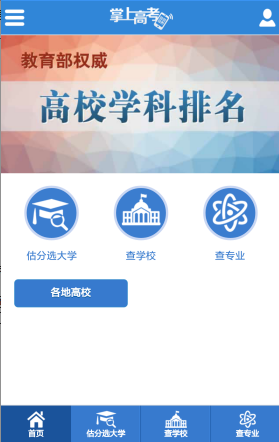 掌上高考
教育部权威
高校学科排名
估分选大学
查学校
查专业
各地高校
首页
估分选大学
查学校
查专业